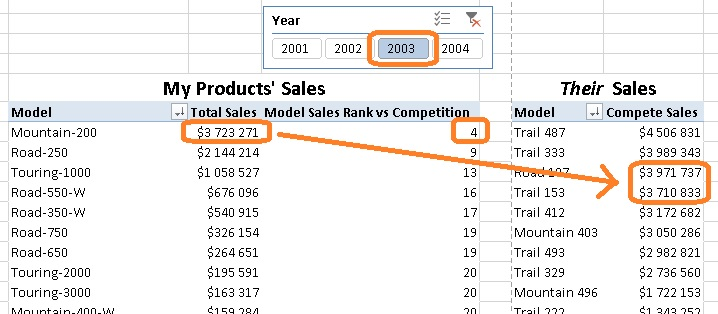 Year
2001 2002 2003 2004
My Products' Sales Their Sales
Model Total Sales Model Sales Rank vs Competition Model Compete Sales
Mountain-200 $3 723 271 4 Trail 487 $4 506 831
Road-250 $2 144 214 9 Trail 333 $3 989 343
Touring-1000 $1 058 527 13 Road $3 971 737
Road-550-W $676 096 16 Trail 153 $3 710 833
Road-350-W $540 915 17 Trail 412 $3 172 682
Road-750 $326 154 19 Mountain 403 $3 050 286
Road-650 $264 651 19 Trail 493 $2 982 821
Touring-2000 $195 591 20 Trail 329 $2 736 560
Touring-3000 $163 317 20 Mountain 496 $1 722 153
Mountain-400-W $159 284 20 Trail 222 $1 343 252